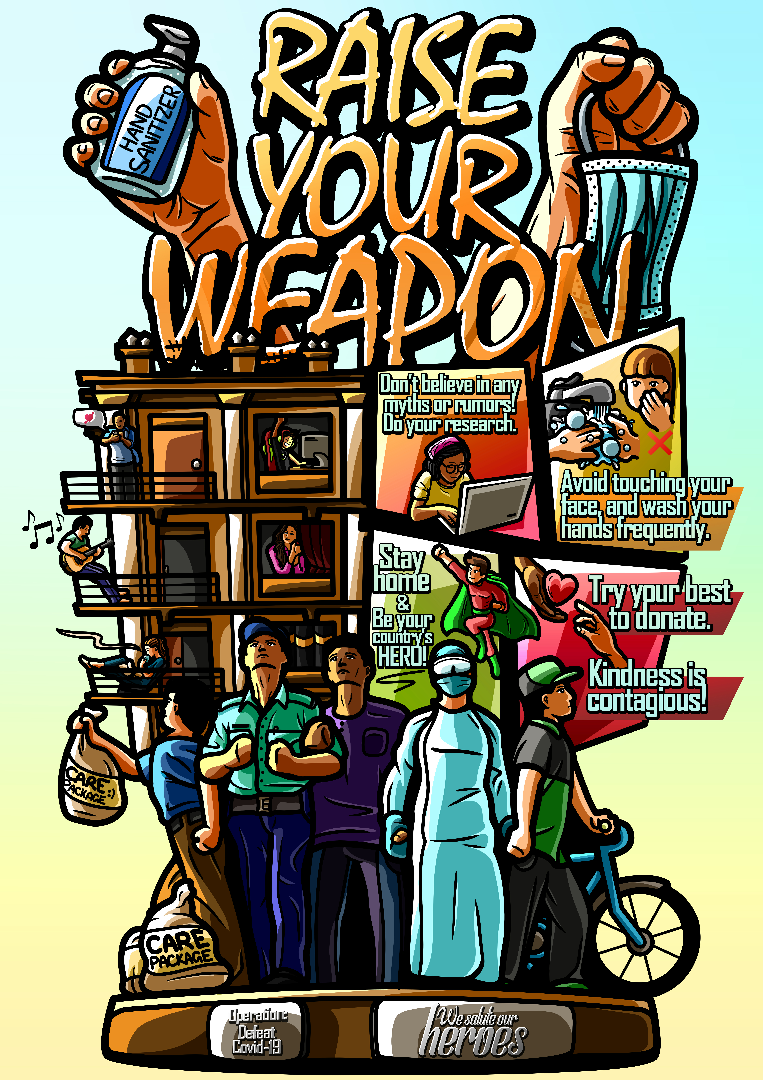 HAND
SANITIZER
RAISE
YOUR
WEAPON
Don't believe in any
myths or rumors!
Do your research.
Avoid touching your
face, and wash your
hands frequently.
Stay
home
&
Be your
country's
HERO!
Try your best
to donate.
Kindness is
contagious!
CARE:)
PACKAGE
CARE
PACKAGE
Operation:
Defeat
Covid-19
We salute our
heroes